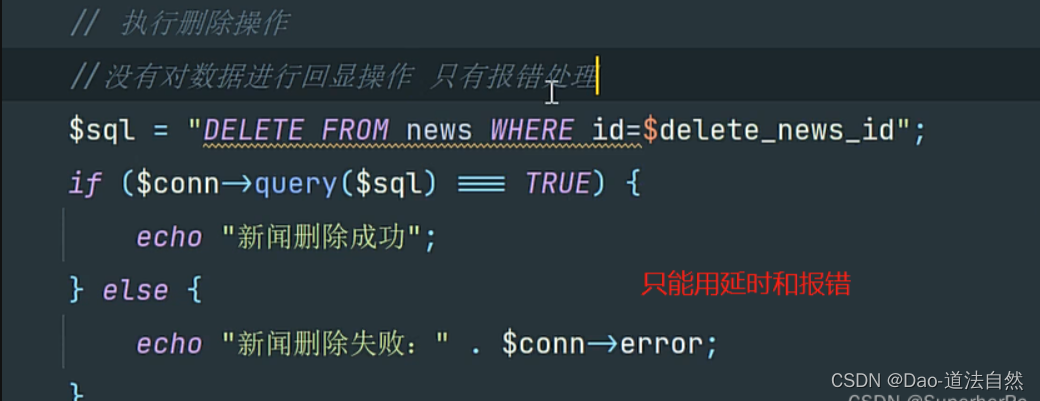 // 执行删除操作
//没有对数据进行回显操作 只有报错处理
$sql = "DELETE FROM news WHERE id=$delete_news_id";
if ($conn->query($sql) === TRUE) {
echo "新闻删除成功";
} else {
只能用延时和报错
echo "新闻删除失败：" . $conn->error;
}
CSDN @Dao-道法自然